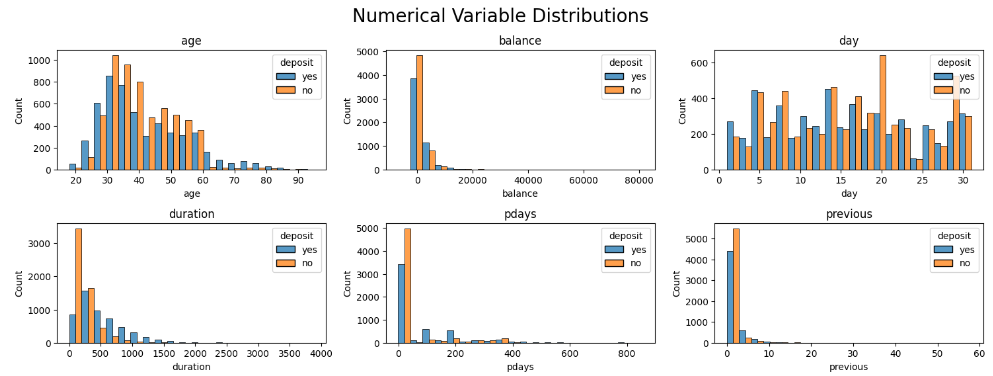 Numerical Variable Distributions
age
Count
1000
800
600
400
200
0
20 30 40 50 60 70 80 90
age
deposit
yes
no
balance
Count
5000
4000
3000
2000
1000
0
0 20000 40000 60000 80000
balance
deposit
yes
no
day
Count
600
400
200
0
0 5 10 15 20 25 30
day
deposit
yes
no
duration
Count
3000
2000
1000
0
0 500 1000 1500 2000 2500 3000 3500 4000
duration
deposit
yes
no
pdays
Count
5000
4000
3000
2000
1000
0
0 200 400 600 800
pdays
deposit
yes
no
previous
Count
5000
4000
3000
2000
1000
0
0 10 20 30 40 50 60
previous
deposit
yes
no